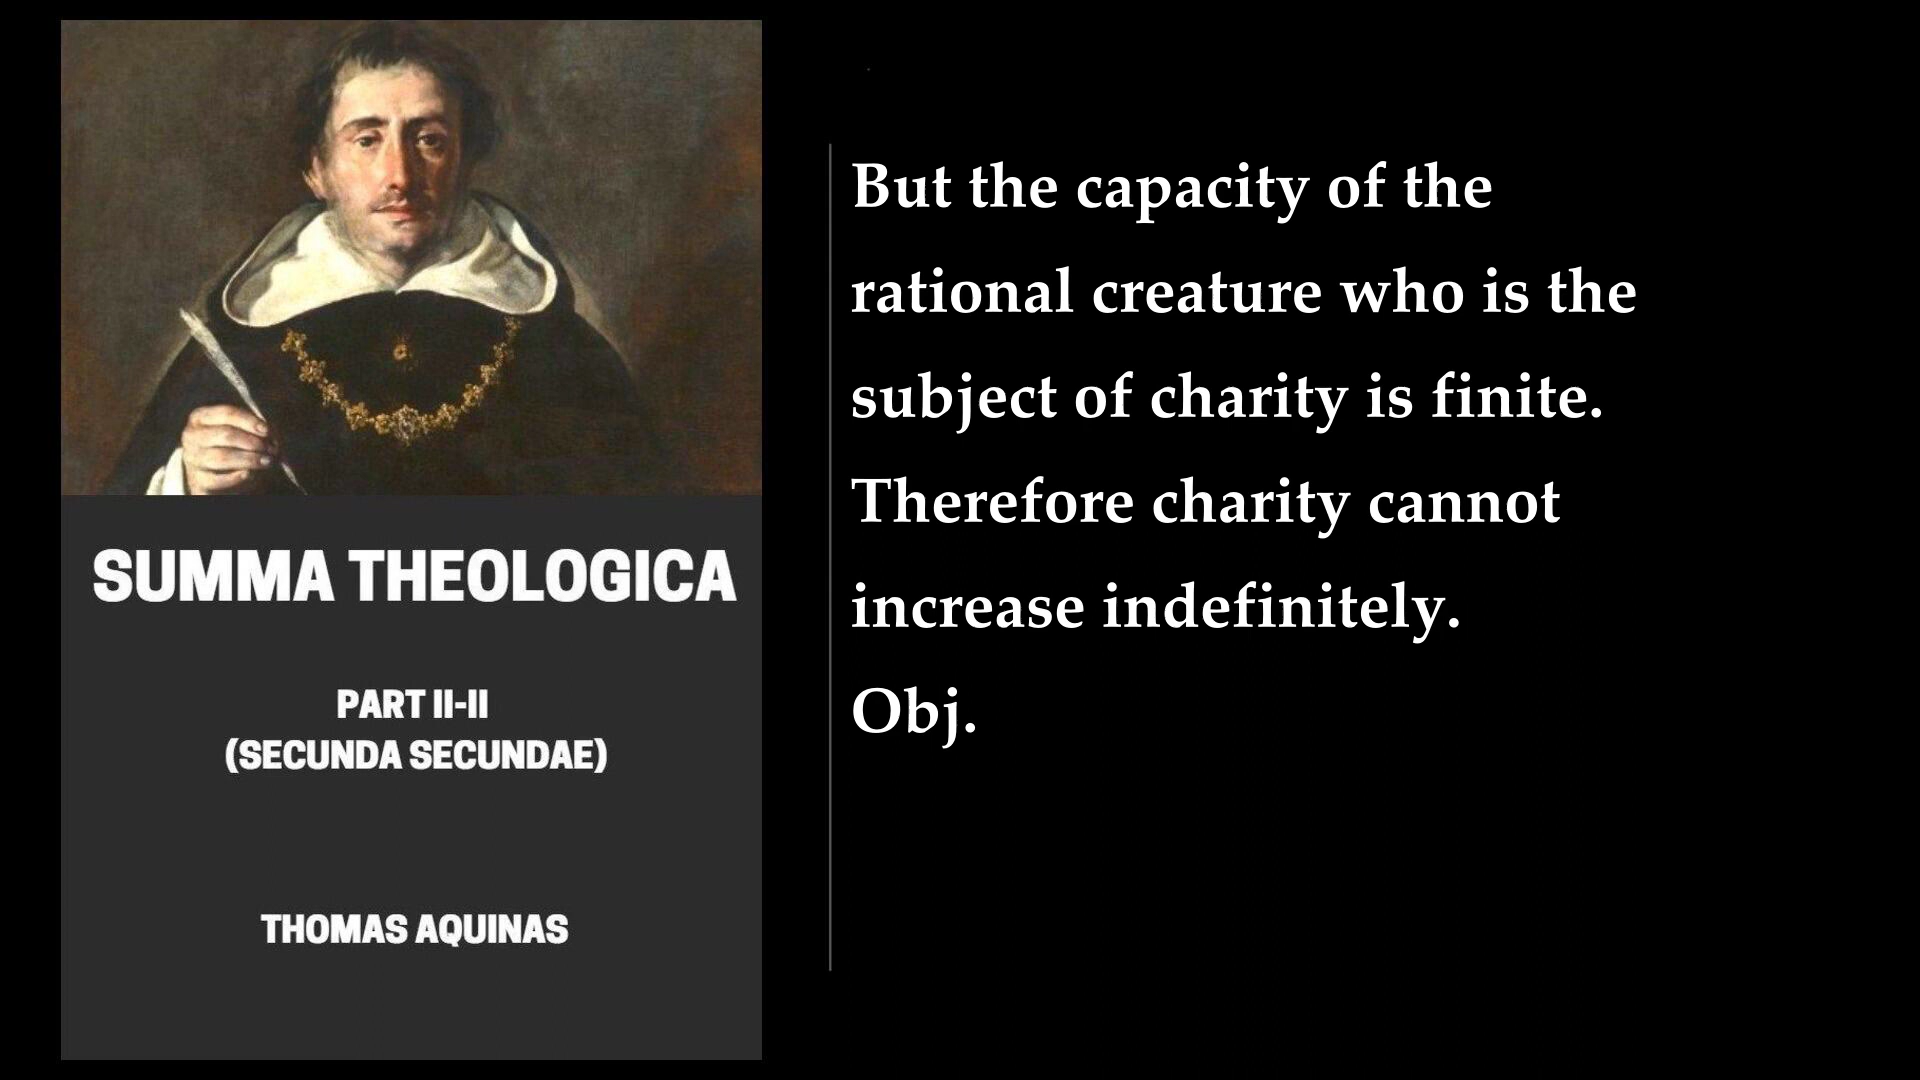 SUMMA THEOLOGICA
PART II-II
(SECUNDA SECUNDAE)
THOMAS AQUINAS
But the capacity of the
rational creature who is the
subject of charity is finite.
Therefore charity cannot
increase indefinitely.
Obj.